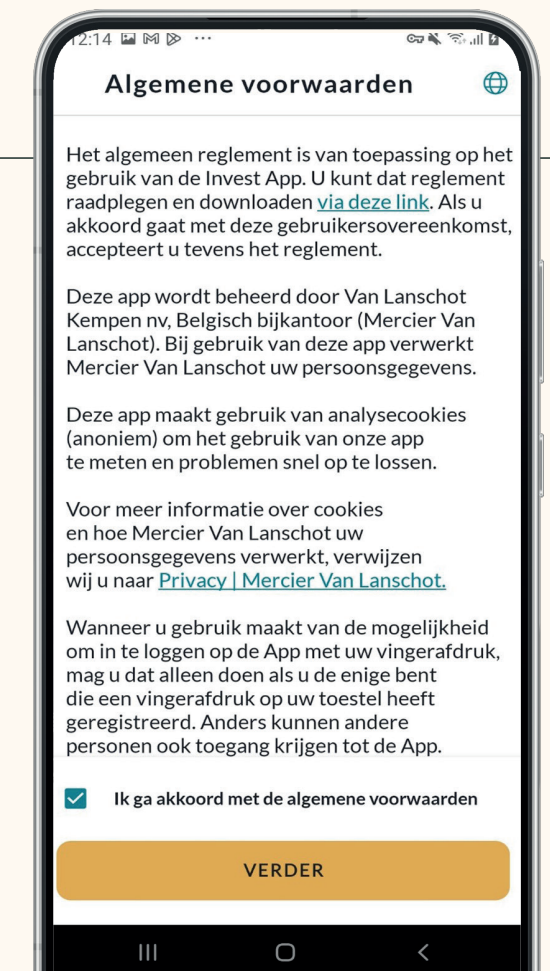 12:14
Algemene voorwaarden
Het algemeen reglement is van toepassing op het
gebruik van de Invest App. U kunt dat reglement
raadplegen en downloaden via deze link. Als u
akkoord gaat met deze gebruikersovereenkomst,
accepteert u tevens het reglement.
Deze app wordt beheerd door Van Lanschot
Kempen nv, Belgisch bijkantoor (Mercier Van
Lanschot). Bij gebruik van deze app verwerkt
Mercier Van Lanschot uw persoonsgegevens.
Deze app maakt gebruik van analysecookies
(anoniem) om het gebruik van onze app
te meten en problemen snel op te lossen.
Voor meer informatie over cookies
en hoe Mercier Van Lanschot uw
persoonsgegevens verwerkt, verwijzen
wij u naar Privacy | Mercier Van Lanschot.
Wanneer u gebruik maakt van de mogelijkheid
om in te loggen op de App met uw vingerafdruk,
mag u dat alleen doen als u de enige bent
die een vingerafdruk op uw toestel heeft
geregistreerd. Anders kunnen andere
personen ook toegang krijgen tot de App.
Ik ga akkoord met de algemene voorwaarden
VERDER